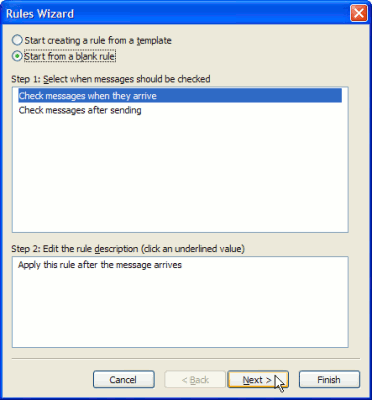 Rules Wizard
Start creating a rule from a template
Start from a blank rule
Step 1: Select when messages should be checked
Check messages when they arrive
Check messages after sending
Step 2: Edit the rule description (click an underlined value)
Apply this rule after the message arrives
Cancel
< Back
Next >
Finish